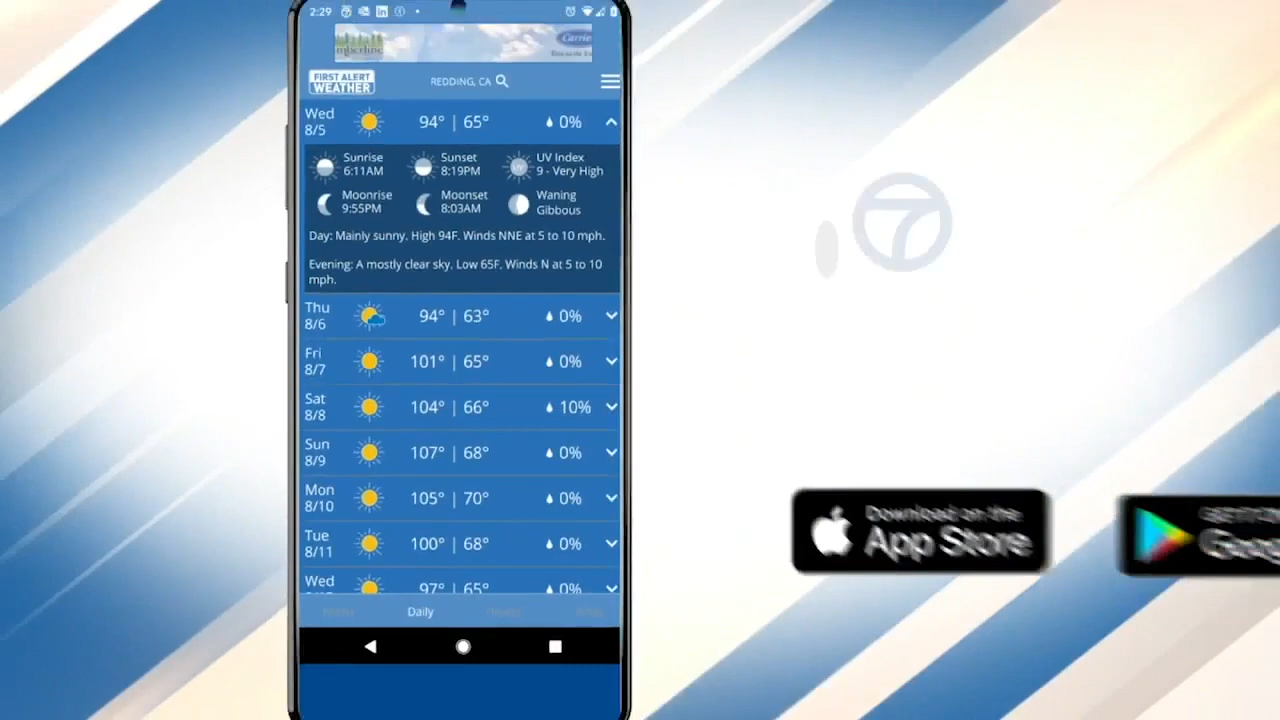 2:29
Carrier
FIRST ALERT
WEATHER
REDDING, CA
Wed
8/5
94° | 65°
0%
Sunrise
6:11AM
Sunset
8:19PM
UV Index
9 - Very High
Moonrise
9:55PM
Moonset
8:03AM
Waning
Gibbous
Day: Mainly sunny. High 94F. Winds NNE at 5 to 10 mph.
Evening: A mostly clear sky. Low 65F. Winds N at 5 to 10
mph.
Thu
8/6
94° | 63°
0%
Fri
8/7
101° | 65°
0%
Sat
8/8
104° | 66°
10%
Sun
8/9
107° | 68°
0%
Mon
8/10
105° | 70°
0%
Tue
8/11
100° | 68°
0%
Wed
97° | 65°
0%
Daily
7
Download on the
App Store